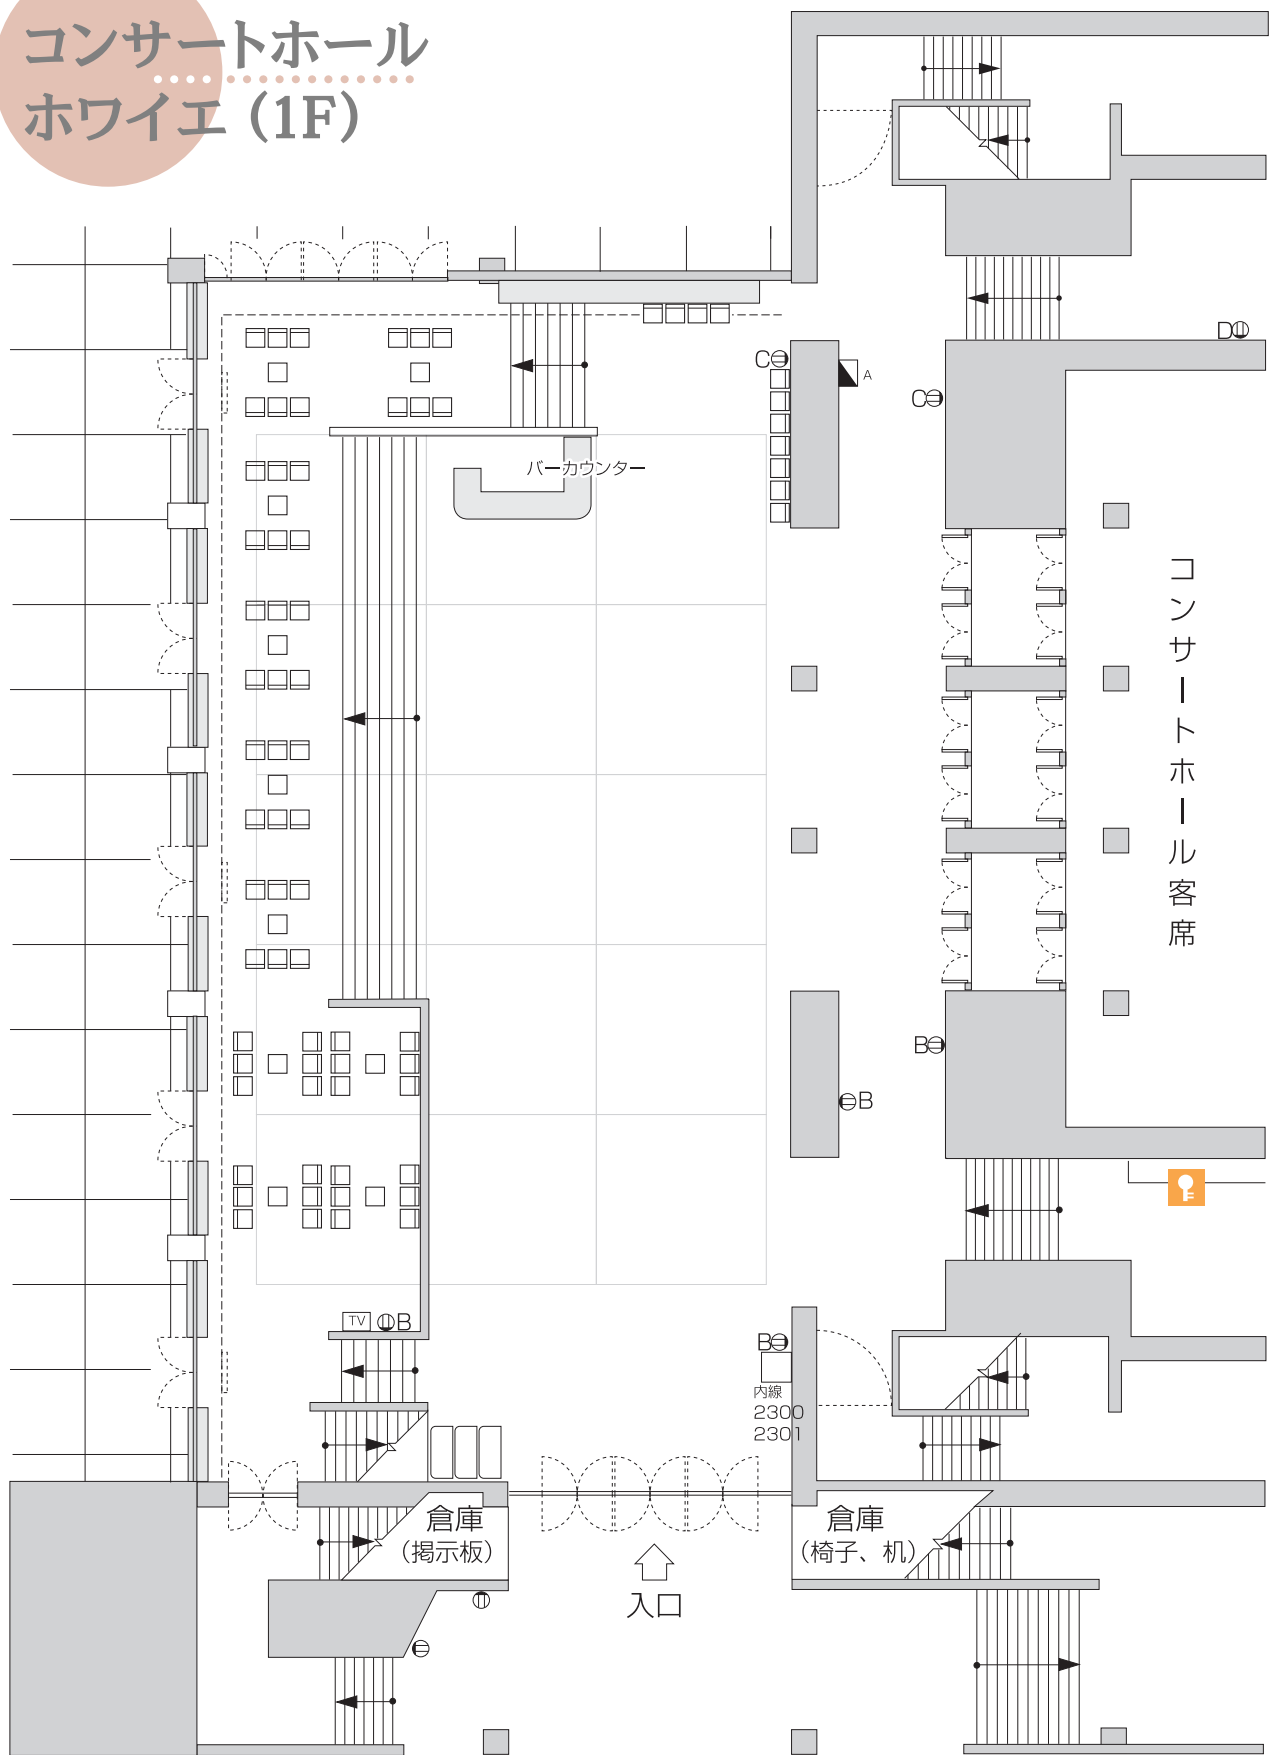 コンサートホール
ホワイエ（1F）
D
C
A
C
バーカウンター
コンサートホール客席
B
B
TV
B
B
内線
2300
2301
倉庫
（掲示板）
倉庫
（椅子、机）
入口